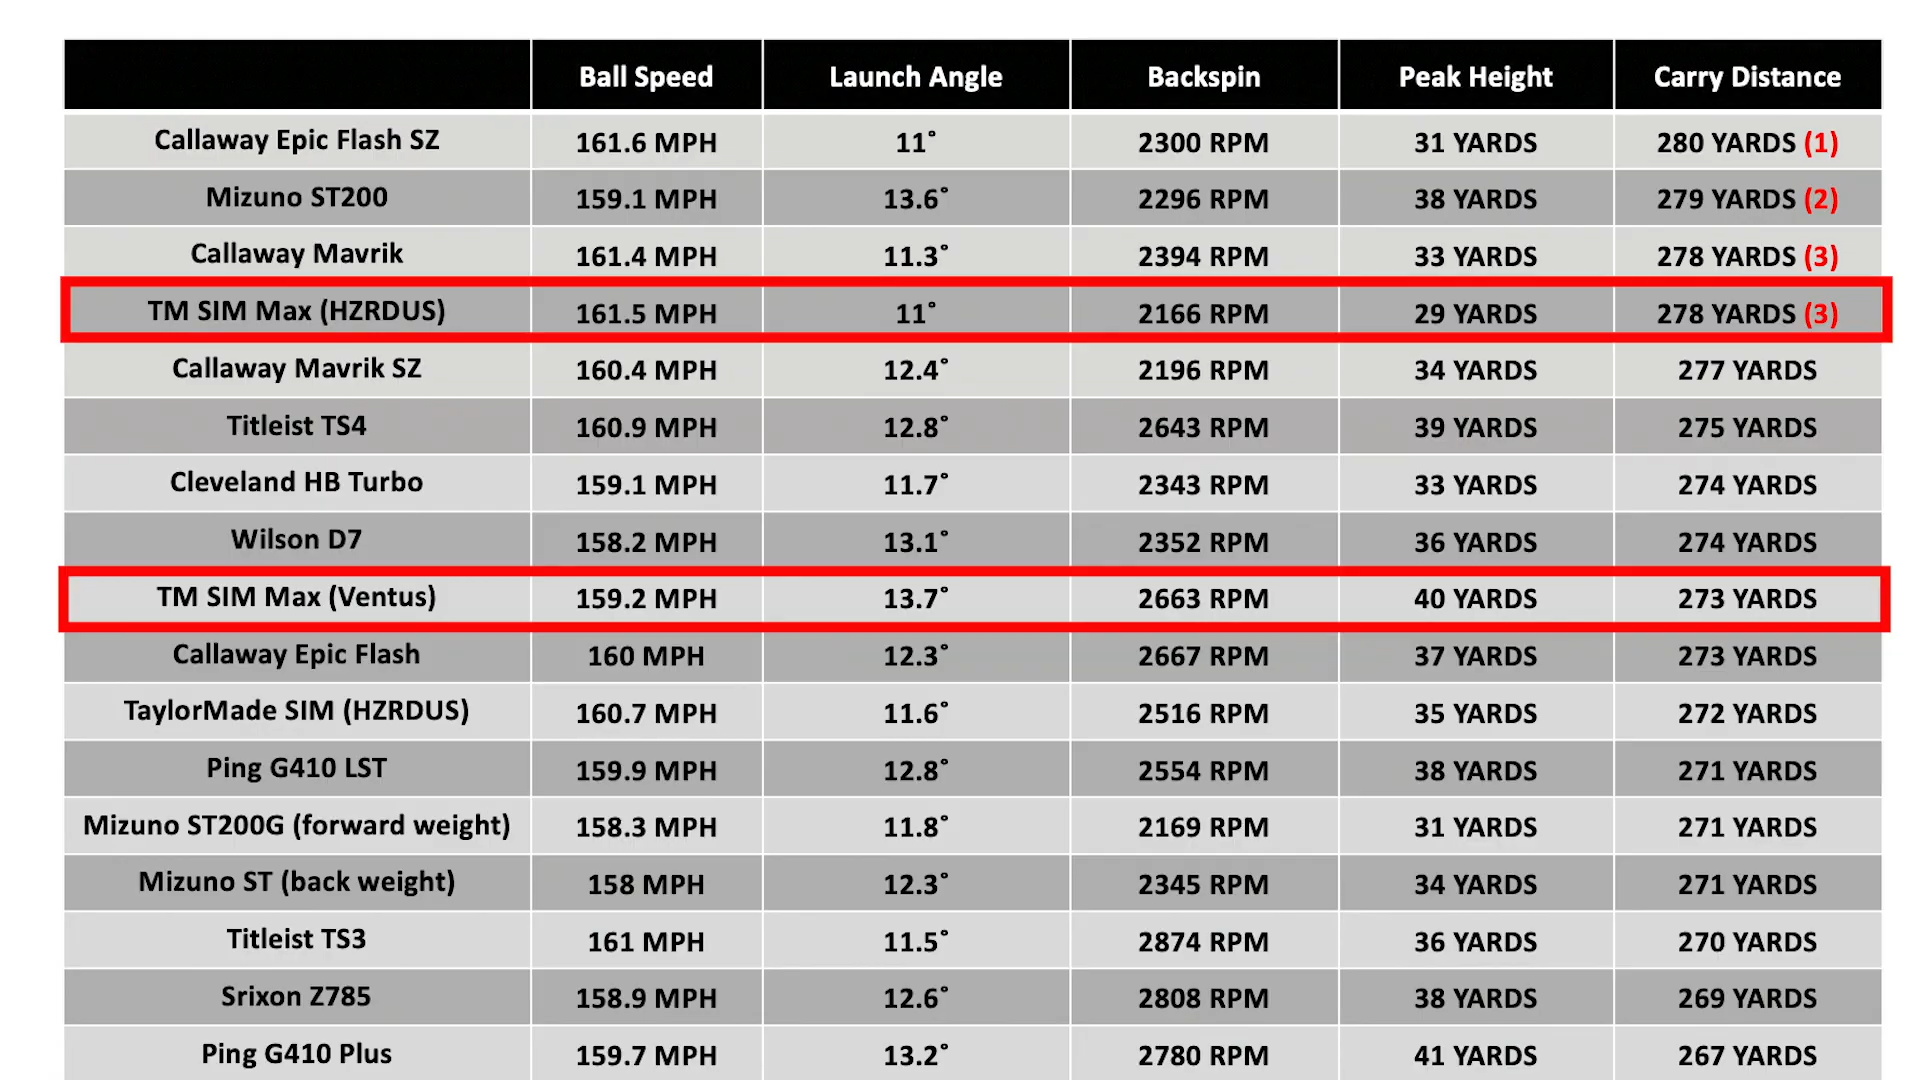 Ball Speed Launch Angle Backspin Peak Height Carry Distance
Callaway Epic Flash SZ 161.6 MPH 11˚ 2300 RPM 31 YARDS 280 YARDS (1)
Mizuno ST200 159.1 MPH 13.6˚ 2296 RPM 38 YARDS 279 YARDS (2)
Callaway Mavrik 161.4 MPH 11.3˚ 2394 RPM 33 YARDS 278 YARDS (3)
TM SIM Max (HZRDUS) 161.5 MPH 11˚ 2166 RPM 29 YARDS 278 YARDS (3)
Callaway Mavrik SZ 160.4 MPH 12.4˚ 2196 RPM 34 YARDS 277 YARDS
Titleist TS4 160.9 MPH 12.8˚ 2643 RPM 39 YARDS 275 YARDS
Cleveland HB Turbo 159.1 MPH 11.7˚ 2343 RPM 33 YARDS 274 YARDS
Wilson D7 158.2 MPH 13.1˚ 2352 RPM 36 YARDS 274 YARDS
TM SIM Max (Ventus) 159.2 MPH 13.7˚ 2663 RPM 40 YARDS 273 YARDS
Callaway Epic Flash 160 MPH 12.3˚ 2667 RPM 37 YARDS 273 YARDS
TaylorMade SIM (HZRDUS) 160.7 MPH 11.6˚ 2516 RPM 35 YARDS 272 YARDS
Ping G410 LST 159.9 MPH 12.8˚ 2554 RPM 38 YARDS 271 YARDS
Mizuno ST200G (forward weight) 158.3 MPH 11.8˚ 2169 RPM 31 YARDS 271 YARDS
Mizuno ST (back weight) 158 MPH 12.3˚ 2345 RPM 34 YARDS 271 YARDS
Titleist TS3 161 MPH 11.5˚ 2874 RPM 36 YARDS 270 YARDS
Srixon Z785 158.9 MPH 12.6˚ 2808 RPM 38 YARDS 269 YARDS
Ping G410 Plus 159.7 MPH 13.2˚ 2780 RPM 41 YARDS 267 YARDS